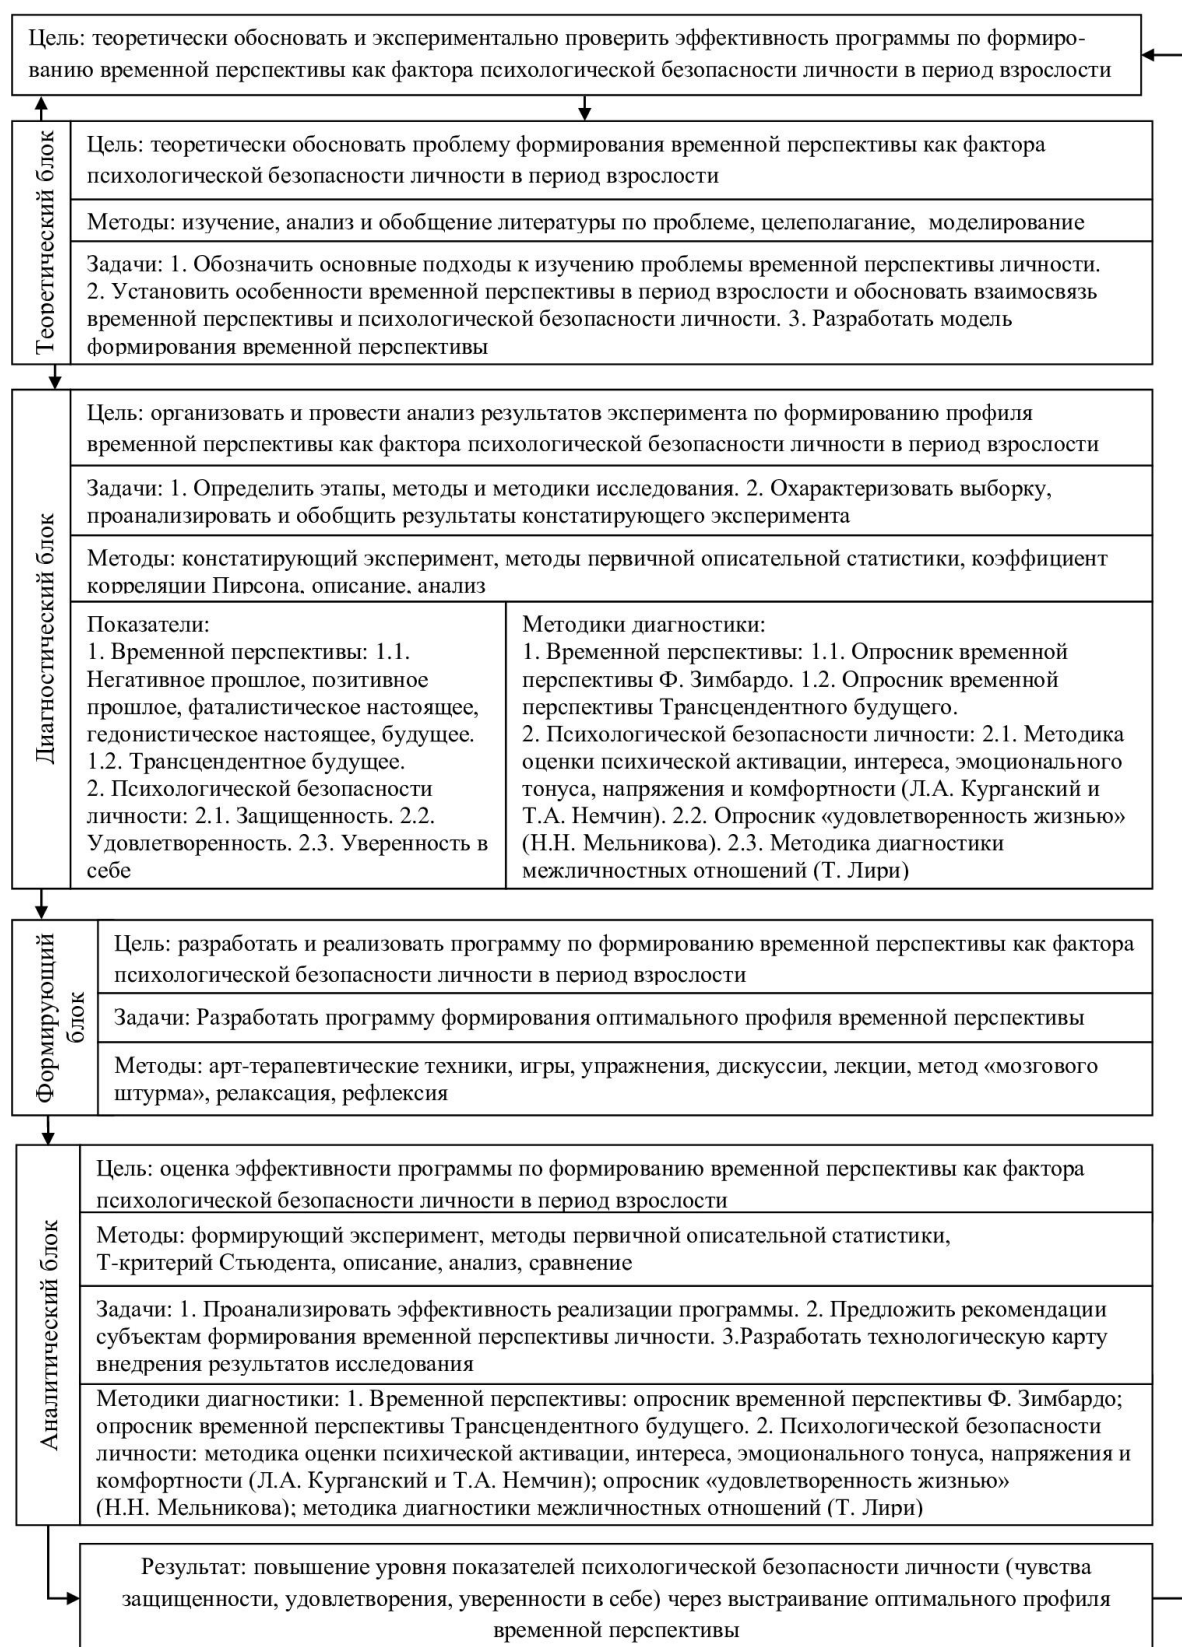 Цель: теоретически обосновать и экспериментально проверить эффективность программы по формиро-
ванию временной перспективы как фактора психологической безопасности личности в период взрослости
Теоретический блок
Цель: теоретически обосновать проблему формирования временной перспективы как фактора
психологической безопасности личности в период взрослости
Методы: изучение, анализ и обобщение литературы по проблеме, целеполагание, моделирование
Задачи: 1. Обозначить основные подходы к изучению проблемы временной перспективы личности.
2. Установить особенности временной перспективы в период взрослости и обосновать взаимосвязь
временной перспективы и психологической безопасности личности. 3. Разработать модель
формирования временной перспективы
Диагностический блок
Цель: организовать и провести анализ результатов эксперимента по формированию профиля
временной перспективы как фактора психологической безопасности личности в период взрослости
Задачи: 1. Определить этапы, методы и методики исследования. 2. Охарактеризовать выборку,
проанализировать и обобщить результаты констатирующего эксперимента
Методы: констатирующий эксперимент, методы первичной описательной статистики, коэффициент
корреляции Пирсона, описание, анализ
Показатели:
1. Временной перспективы: 1.1.
Негативное прошлое, позитивное
прошлое, фаталистическое настоящее,
гедонистическое настоящее, будущее.
1.2. Трансцендентное будущее.
2. Психологической безопасности
личности: 2.1. Защищенность. 2.2.
Удовлетворенность. 2.3. Уверенность в
себе
Методики диагностики:
1. Временной перспективы: 1.1. Опросник временной
перспективы Ф. Зимбардо. 1.2. Опросник временной
перспективы Трансцендентного будущего.
2. Психологической безопасности личности: 2.1. Методика
оценки психической активации, интереса, эмоционального
тонуса, напряжения и комфортности (Л.А. Курганский и
Т.А. Немчин). 2.2. Опросник «удовлетворенность жизнью»
(Н.Н. Мельникова). 2.3. Методика диагностики
межличностных отношений (Т. Лири)
Формирующий
блок
Цель: разработать и реализовать программу по формированию временной перспективы как фактора
психологической безопасности личности в период взрослости
Задачи: Разработать программу формирования оптимального профиля временной перспективы
Методы: арт-терапевтические техники, игры, упражнения, дискуссии, лекции, метод «мозгового
штурма», релаксация, рефлексия
Аналитический блок
Цель: оценка эффективности программы по формированию временной перспективы как фактора
психологической безопасности личности в период взрослости
Методы: формирующий эксперимент, методы первичной описательной статистики,
Т-критерий Стьюдента, описание, анализ, сравнение
Задачи: 1. Проанализировать эффективность реализации программы. 2. Предложить рекомендации
субъектам формирования временной перспективы личности. 3.Разработать технологическую карту
внедрения результатов исследования
Методики диагностики: 1. Временной перспективы: опросник временной перспективы Ф. Зимбардо;
опросник временной перспективы Трансцендентного будущего. 2. Психологической безопасности
личности: методика оценки психической активации, интереса, эмоционального тонуса, напряжения и
комфортности (Л.А. Курганский и Т.А. Немчин); опросник «удовлетворенность жизнью»
(Н.Н. Мельникова); методика диагностики межличностных отношений (Т. Лири)
Результат: повышение уровня показателей психологической безопасности личности (чувства
защищенности, удовлетворения, уверенности в себе) через выстраивание оптимального профиля
временной перспективы